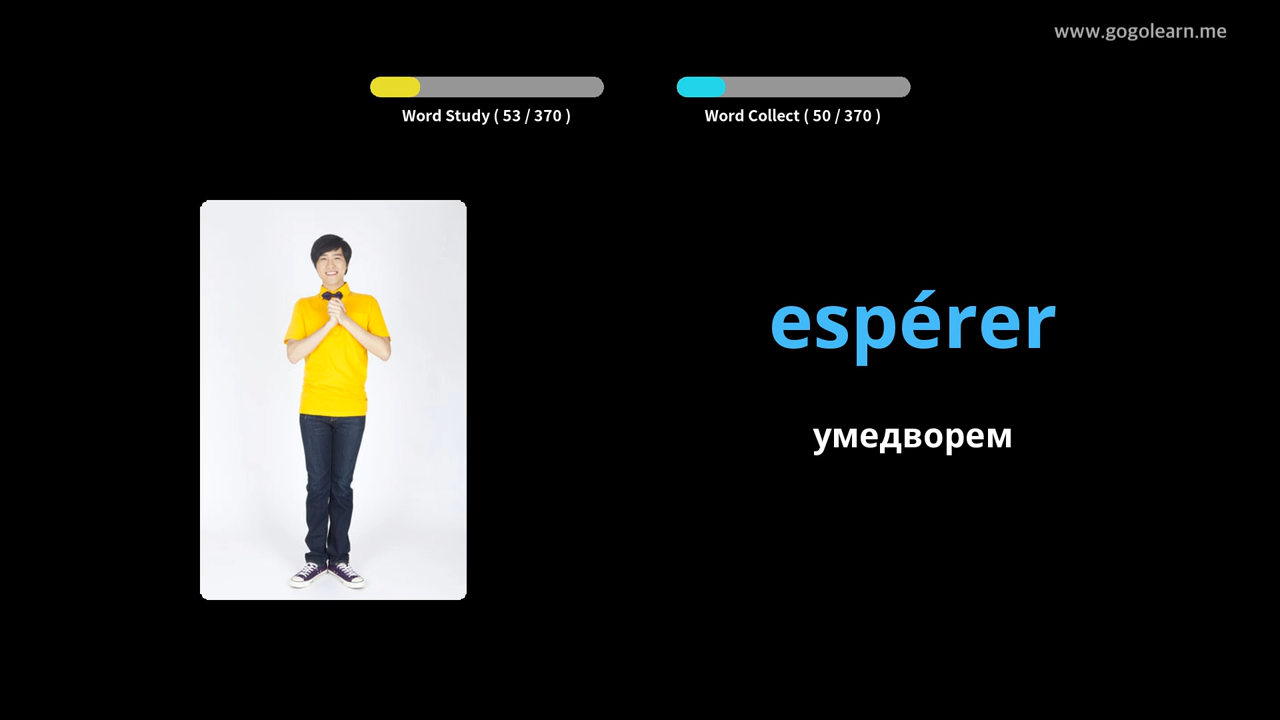 www.gogolearn.me
Word Study ( 53 / 370 )
Word Collect ( 50 / 370 )
espérer
умедворем